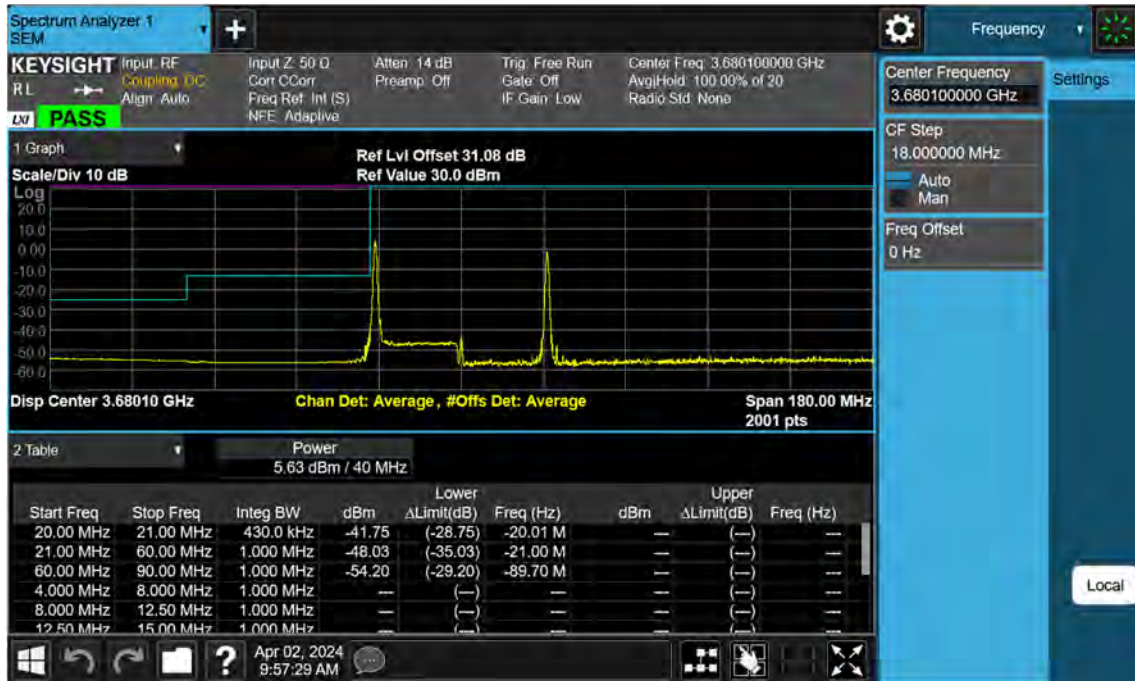 Spectrum Analyzer 1
SEM
Frequency
KEYSIGHT
RL
LXI
PASS
Input: RF
Coupling: DC
Align: Auto
Input Z: 50 Ω
Corr CCorr
Freq Ref: Int (S)
NFE: Adaptive
Atten: 14 dB
Preamp: Off
Trig: Free Run
Gate: Off
IF Gain: Low
Center Freq: 3.680100000 GHz
Avg|Hold: 100.00% of 20
Radio Std: None
Center Frequency
3.680100000 GHz
Settings
CF Step
18.000000 MHz
Auto
Man
Freq Offset
0 Hz
Local
1 Graph
Scale/Div 10 dB
Ref Lvl Offset 31.08 dB
Ref Value 30.0 dBm
Log
20.0
10.0
0.00
-10.0
-20.0
-30.0
-40.0
-50.0
-60.0
Disp Center 3.68010 GHz
Chan Det: Average, #Offs Det: Average
Span 180.00 MHz
2001 pts
2 Table
Power
5.63 dBm / 40 MHz
Lower Upper
Start Freq Stop Freq Integ BW dBm ΔLimit(dB) Freq (Hz) dBm ΔLimit(dB) Freq (Hz)
20.00 MHz 21.00 MHz 430.0 kHz -41.75 (-28.75) -20.01 M --- (---) ---
21.00 MHz 60.00 MHz 1.000 MHz -48.03 (-35.03) -21.00 M --- (---) ---
60.00 MHz 90.00 MHz 1.000 MHz -54.20 (-29.20) -89.70 M --- (---) ---
4.000 MHz 8.000 MHz 1.000 MHz --- (---) --- --- (---) ---
8.000 MHz 12.50 MHz 1.000 MHz --- (---) --- --- (---) ---
12.50 MHz 15.00 MHz 1.000 MHz --- (---) --- --- (---) ---
?
Apr 02, 2024
9:57:29 AM